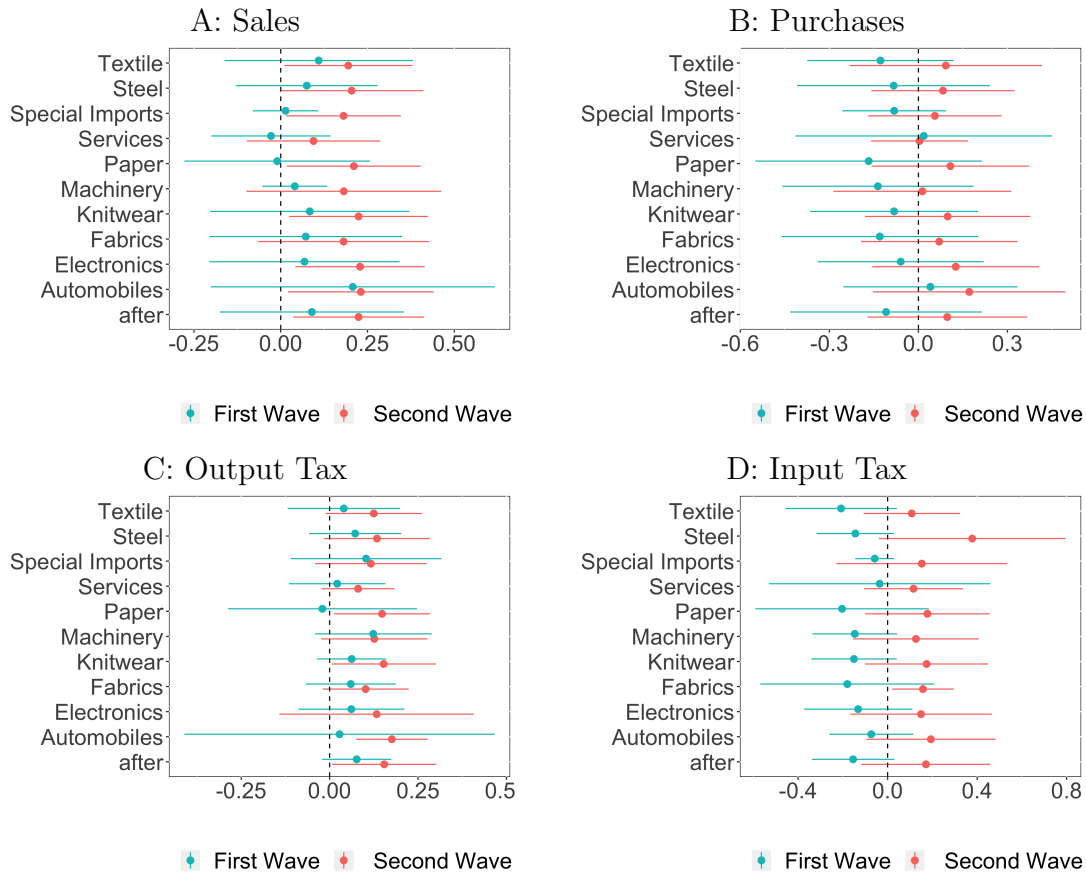 A: Sales
Textile
Steel
Special Imports
Services
Paper
Machinery
Knitwear
Fabrics
Electronics
Automobiles
after
-0.25 0.00 0.25 0.50
First Wave Second Wave
B: Purchases
Textile
Steel
Special Imports
Services
Paper
Machinery
Knitwear
Fabrics
Electronics
Automobiles
after
-0.6 -0.3 0.0 0.3
First Wave Second Wave
C: Output Tax
Textile
Steel
Special Imports
Services
Paper
Machinery
Knitwear
Fabrics
Electronics
Automobiles
after
-0.25 0.00 0.25 0.5
First Wave Second Wave
D: Input Tax
Textile
Steel
Special Imports
Services
Paper
Machinery
Knitwear
Fabrics
Electronics
Automobiles
after
-0.4 0.0 0.4 0.8
First Wave Second Wave